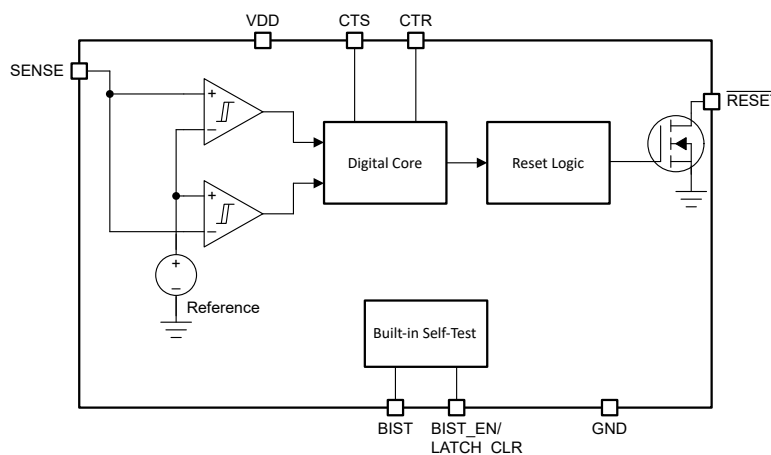 VDD
CTS
CTR
SENSE
RESET
+
−
Digital Core
Reset Logic
+
−
+
−
Reference
Built-in Self-Test
BIST
BIST_EN/
LATCH_CLR
GND